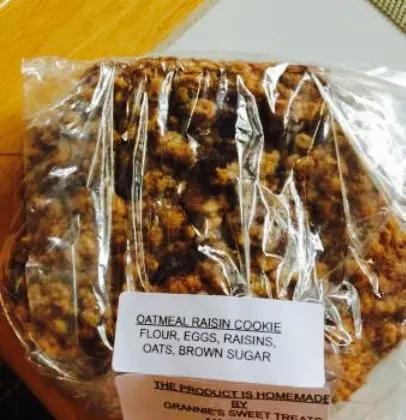 OATMEAL RAISIN COOKIE
FLOUR, EGGS, RAISINS,
OATS, BROWN SUGAR
THE PRODUCT IS HOMEMADE
BY
GRANNIE'S SWEET TREATS